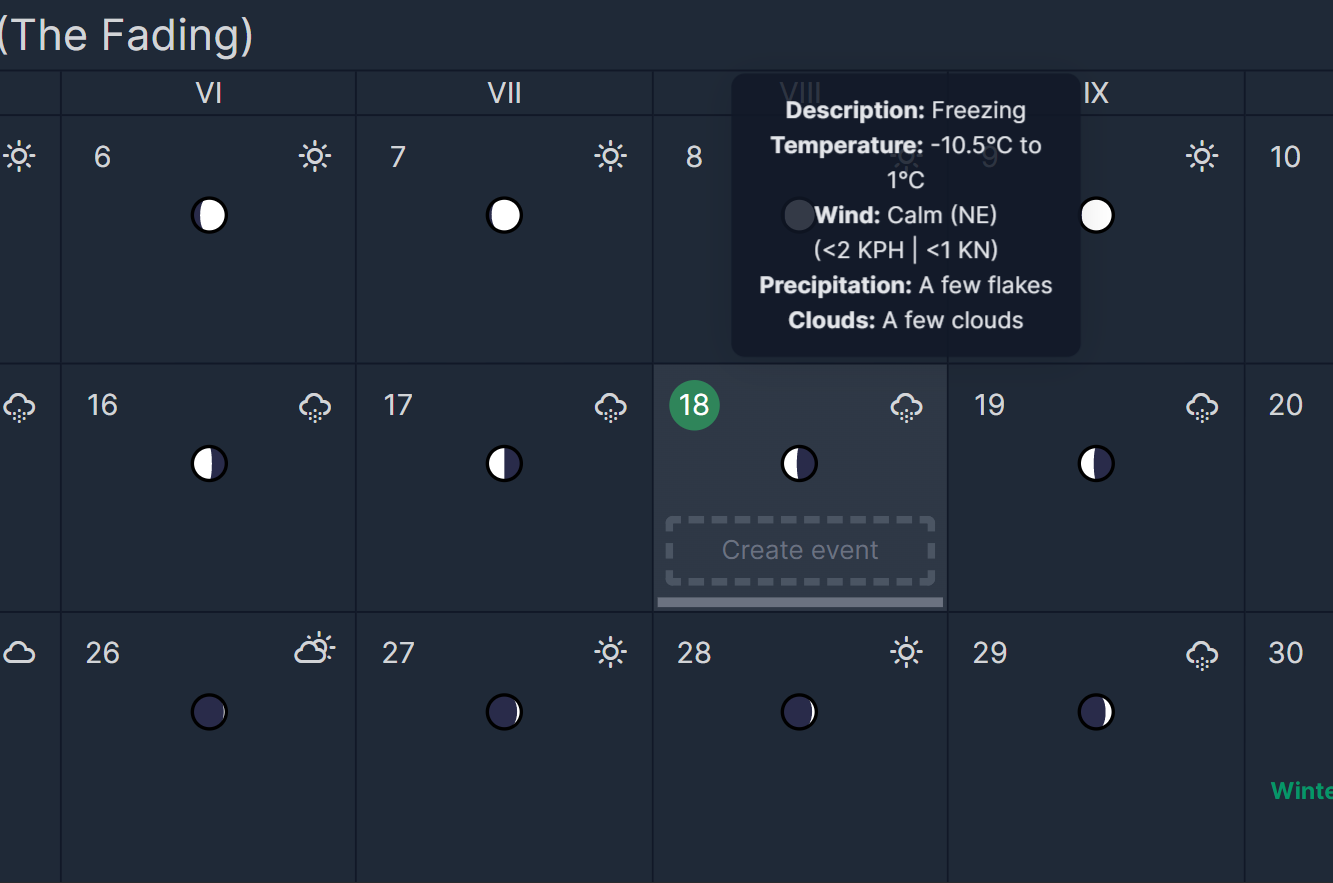 (The Fading)
VI
VII
VIII
IX
Description: Freezing
Temperature: -10.5°C to
1°C
Wind: Calm (NE)
(<2 KPH | <1 KN)
Precipitation: A few flakes
Clouds: A few clouds
6
7
8
9
10
16
17
18
19
20
Create event
26
27
28
29
30
Winte